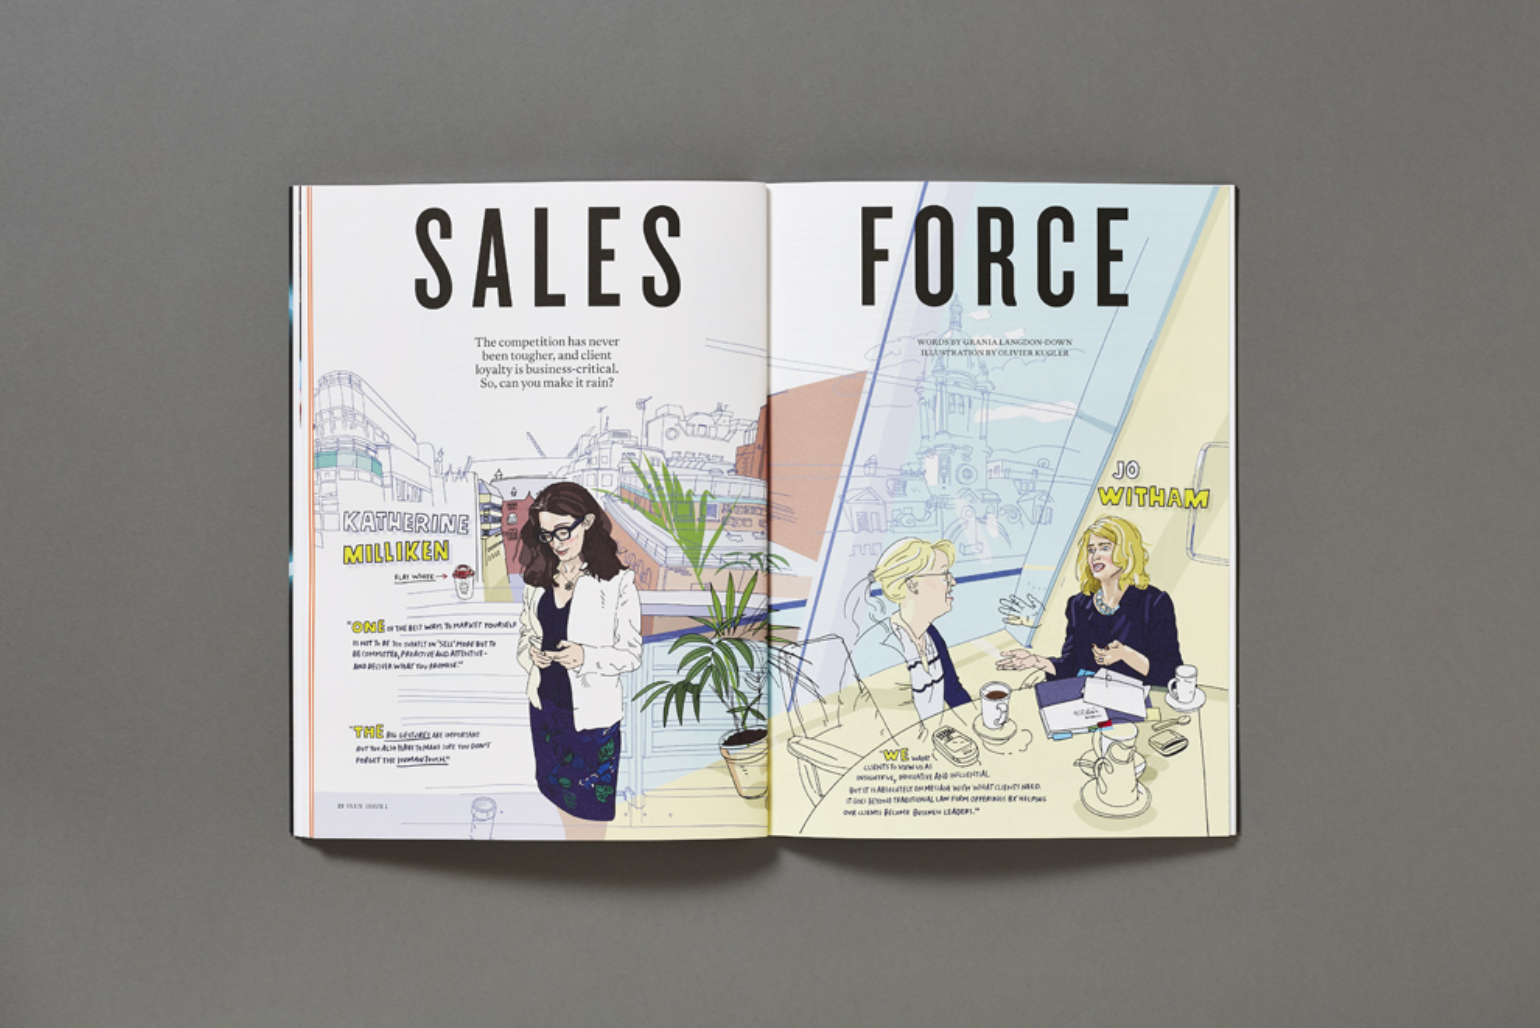 SALES FORCE
The competition has never
been tougher, and client
loyalty is business-critical.
So, can you make it rain?
WORDS BY GRANIA LANGDON-DOWN
ILLUSTRATION BY OLIVIER KUGLER
KATHERINE
MILLIKEN
FLAT WHITE
"ONE OF THE BEST WAYS TO MARKET YOURSELF
IS NOT TO BE TOO OVERTLY IN 'SELL' MODE BUT TO
BE COMMITTED, PROACTIVE AND ATTENTIVE -
AND DELIVER WHAT YOU PROMISE."
"THE BIG GESTURES ARE IMPORTANT
BUT YOU ALSO HAVE TO MAKE SURE YOU DON'T
FORGET THE HUMAN TOUCH."
JO
WITHAM
"WE WANT
CLIENTS TO VIEW US AS
INSIGHTFUL, INNOVATIVE AND INFLUENTIAL.
BUT IT IS ABSOLUTELY ON MESSAGE WITH WHAT CLIENTS NEED.
IT GOES BEYOND TRADITIONAL LAW FIRM OFFERINGS BY HELPING
OUR CLIENTS BECOME BUSINESS LEADERS."
ISSUE 1